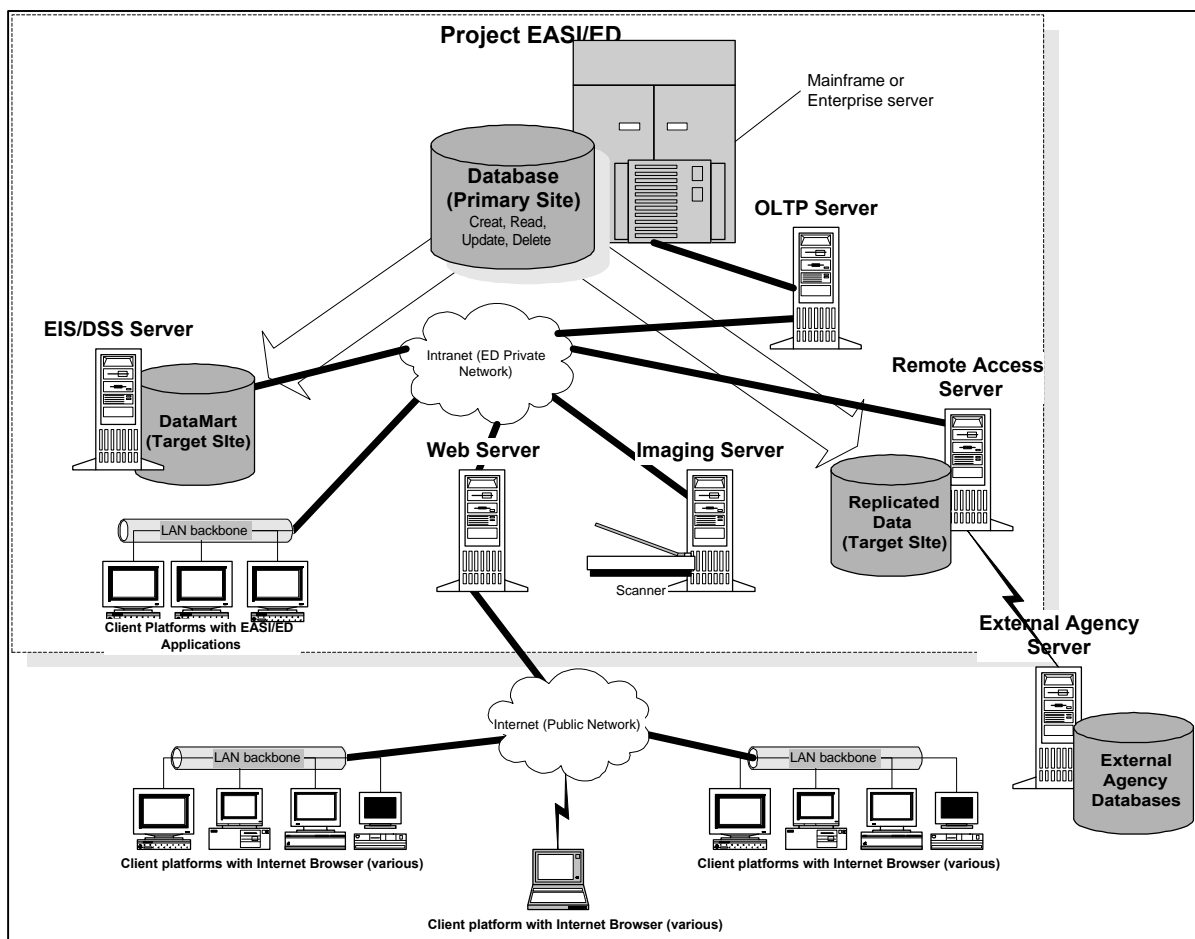 Project EASI/ED
Mainframe or
Enterprise server
Database
(Primary Site)
Creat, Read,
Update, Delete
OLTP Server
EIS/DSS Server
Intranet (ED Private
Network)
Remote Access
Server
DataMart
(Target SIte)
Web Server
Imaging Server
Replicated
Data
(Target SIte)
LAN backbone
Scanner
Client Platforms with EASI/ED
Applications
External Agency
Server
Internet (Public Network)
LAN backbone
LAN backbone
External
Agency
Databases
Client platforms with Internet Browser (various)
Client platforms with Internet Browser (various)
Client platform with Internet Browser (various)